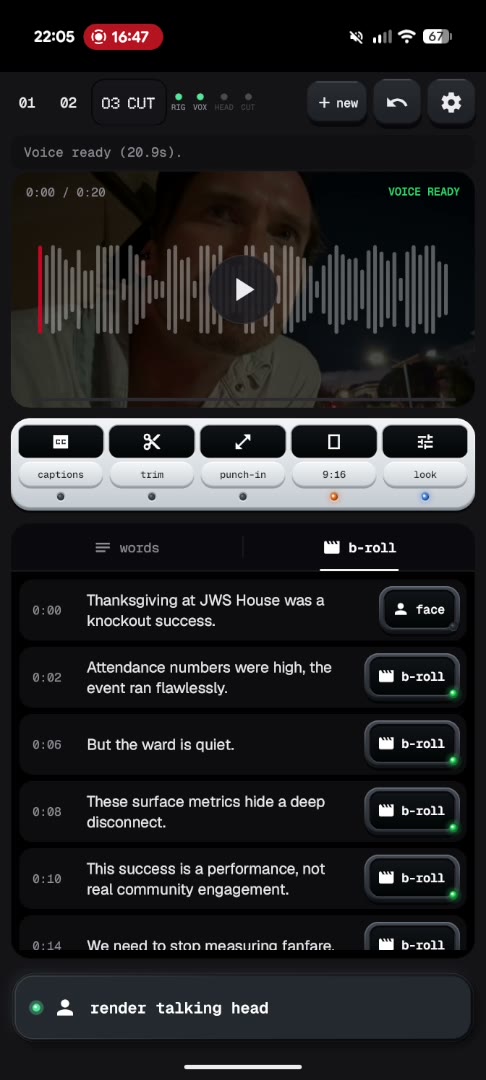 22:05 16:47 67
01 02 03 CUT RIG VOX HEAD CUT + new
Voice ready (20.9s).
0:00 / 0:20 VOICE READY
CC
captions trim punch-in 9:16 look
words b-roll
0:00 Thanksgiving at JWS House was a
knockout success. face
0:02 Attendance numbers were high, the
event ran flawlessly. b-roll
0:06 But the ward is quiet. b-roll
0:08 These surface metrics hide a deep
disconnect. b-roll
0:10 This success is a performance, not
real community engagement. b-roll
0:14 We need to stop measuring fanfare. b-roll
render talking head